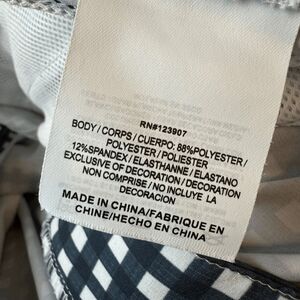 RN#123907
BODY / CORPS / CUERPO: 88%POLYESTER /
POLYESTER / POLIESTER
12%SPANDEX / ELASTHANNE / ELASTANO
EXCLUSIVE OF DECORATION / DECORATION
NON COMPRISE / NO INCLUYE LA
DECORACION
MADE IN CHINA/FABRIQUE EN
CHINE/HECHO EN CHINA